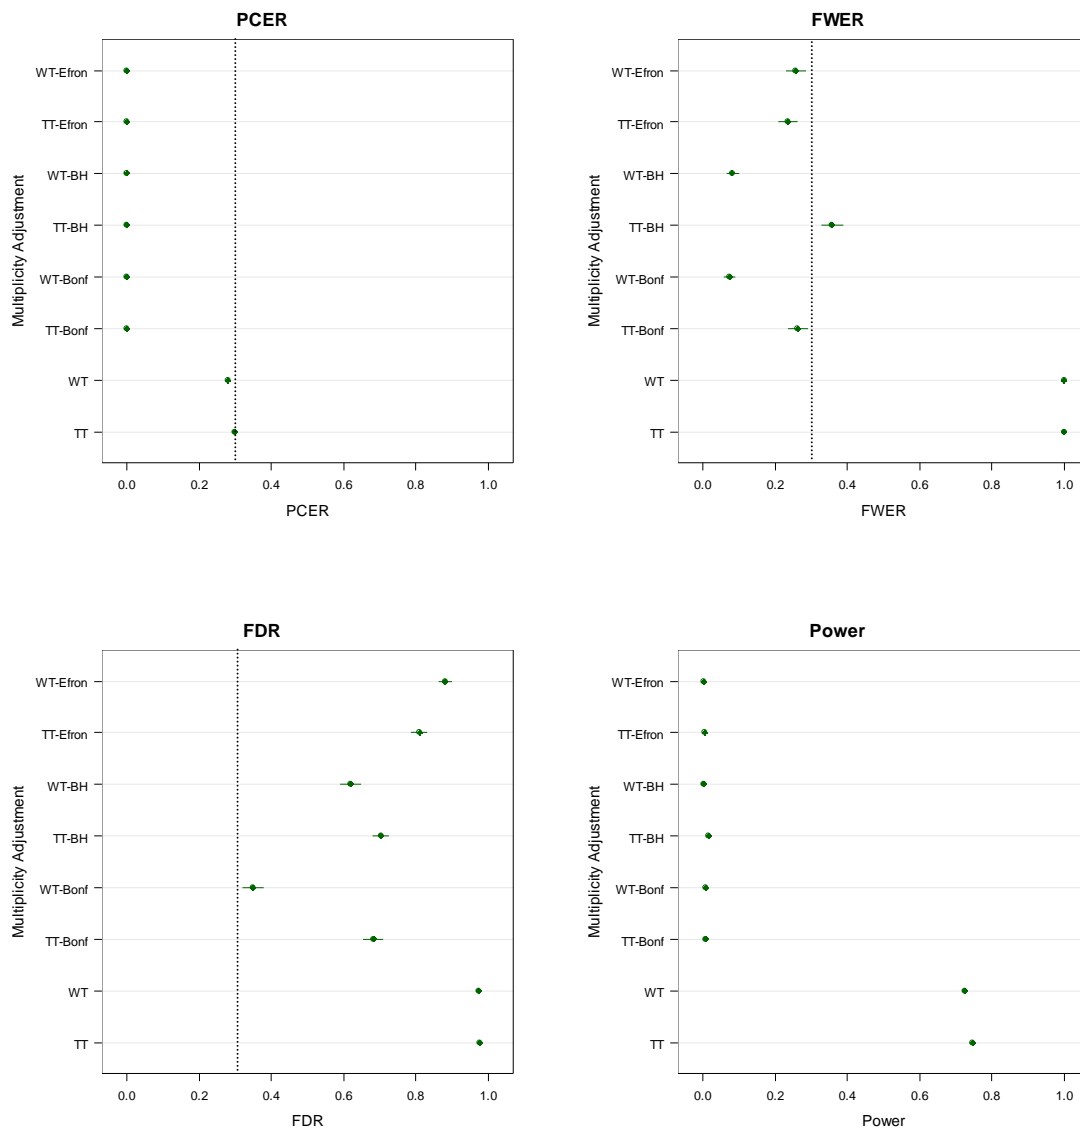 PCER
WT-Efron
TT-Efron
WT-BH
TT-BH
WT-Bonf
TT-Bonf
WT
TT
Multiplicity Adjustment
0.0 0.2 0.4 0.6 0.8 1.0
PCER
FWER
WT-Efron
TT-Efron
WT-BH
TT-BH
WT-Bonf
TT-Bonf
WT
TT
Multiplicity Adjustment
0.0 0.2 0.4 0.6 0.8 1.0
FWER
FDR
WT-Efron
TT-Efron
WT-BH
TT-BH
WT-Bonf
TT-Bonf
WT
TT
Multiplicity Adjustment
0.0 0.2 0.4 0.6 0.8 1.0
FDR
Power
WT-Efron
TT-Efron
WT-BH
TT-BH
WT-Bonf
TT-Bonf
WT
TT
Multiplicity Adjustment
0.0 0.2 0.4 0.6 0.8 1.0
Power